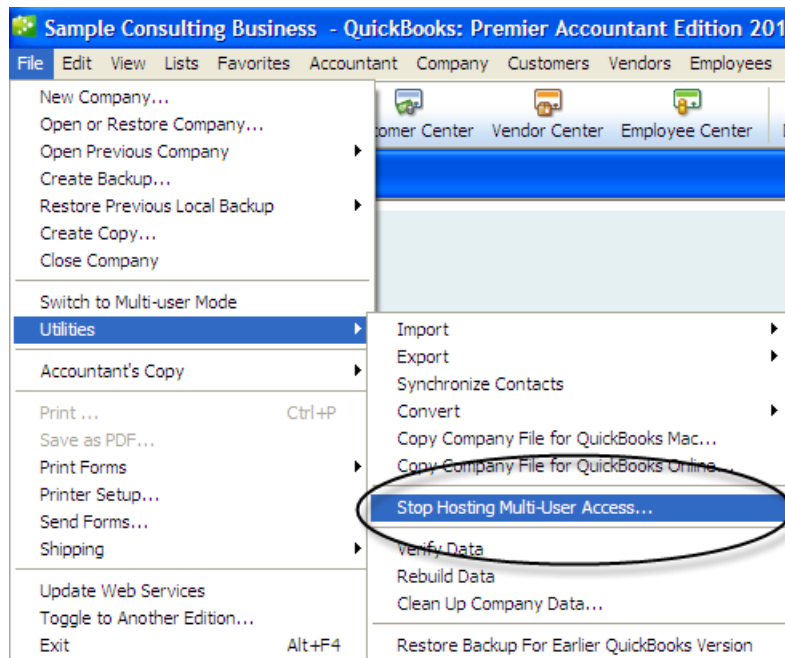 Sample Consulting Business - QuickBooks: Premier Accountant Edition 201
File Edit View Lists Favorites Accountant Company Customers Vendors Employees
New Company...
Open or Restore Company...
Open Previous Company
Create Backup...
Restore Previous Local Backup
Create Copy...
Close Company
Switch to Multi-user Mode
Utilities
Accountant's Copy
Print ... Ctrl+P
Save as PDF...
Print Forms
Printer Setup...
Send Forms...
Shipping
Update Web Services
Toggle to Another Edition...
Exit Alt+F4
omer Center Vendor Center Employee Center
Import
Export
Synchronize Contacts
Convert
Copy Company File for QuickBooks Mac...
Copy Company File for QuickBooks Online...
Stop Hosting Multi-User Access...
Verify Data
Rebuild Data
Clean Up Company Data...
Restore Backup For Earlier QuickBooks Version